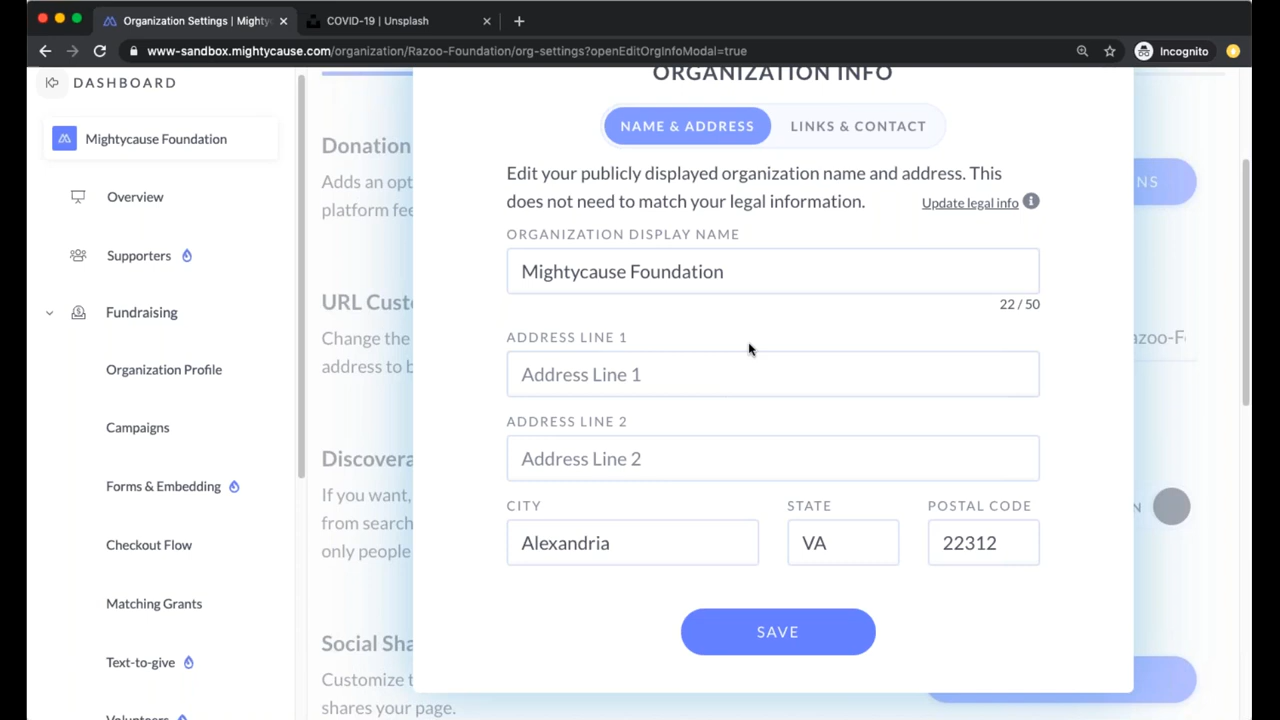 Organization Settings | Mightyc
COVID-19 | Unsplash
www-sandbox.mightycause.com/organization/Razoo-Foundation/org-settings?openEditOrgInfoModal=true
Incognito
DASHBOARD
Mightycause Foundation
Overview
Supporters
Fundraising
Organization Profile
Campaigns
Forms & Embedding
Checkout Flow
Matching Grants
Text-to-give
Volunteers
Donation
Adds an opt
platform fee
NS
URL Custo
Change the
address to b
azoo-F
Discovera
If you want,
from search
only people
N
Social Sha
Customize t
shares your page.
ORGANIZATION INFO
NAME & ADDRESS
LINKS & CONTACT
Edit your publicly displayed organization name and address. This
does not need to match your legal information.
Update legal info
ORGANIZATION DISPLAY NAME
Mightycause Foundation
22 / 50
ADDRESS LINE 1
Address Line 1
ADDRESS LINE 2
Address Line 2
CITY STATE POSTAL CODE
Alexandria VA 22312
SAVE